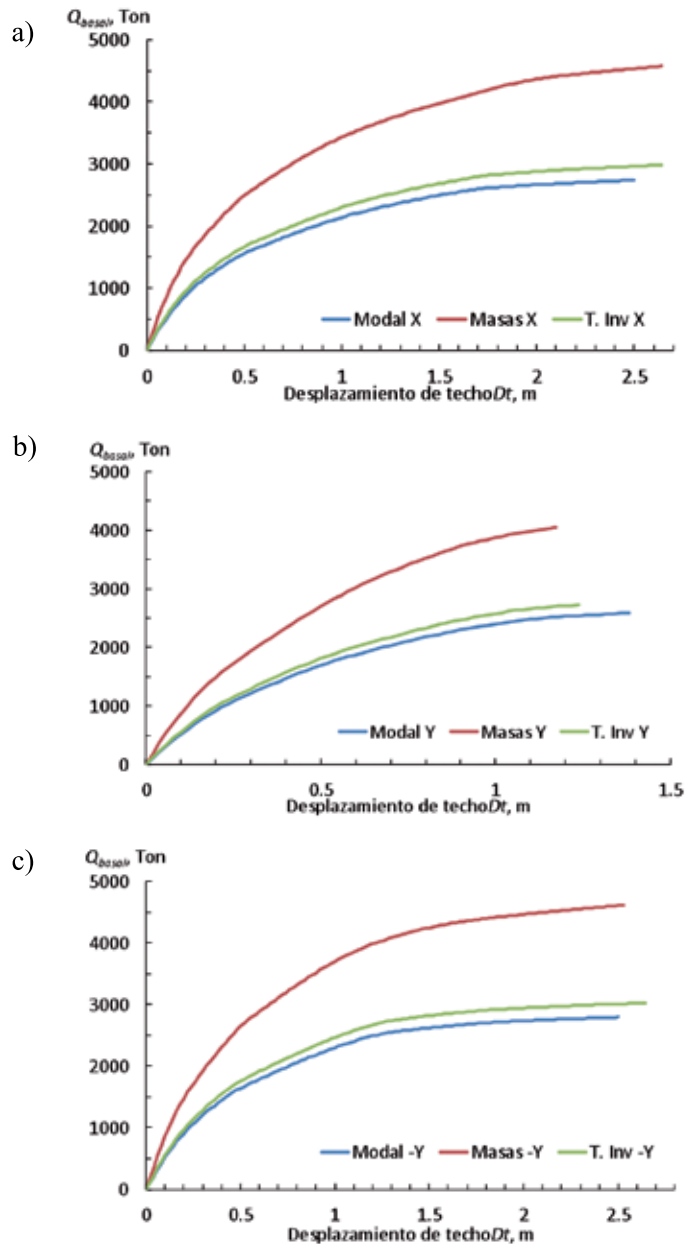 a)
Qbasal, Ton
5000
4000
3000
2000
1000
0
Modal X Masas X T. Inv X
0 0.5 1 1.5 2 2.5
Desplazamiento de techoDt, m
b)
Qbasal, Ton
5000
4000
3000
2000
1000
0
Modal Y Masas Y T. Inv Y
0 0.5 1 1.5
Desplazamiento de techoDt, m
c)
Qbasal, Ton
5000
4000
3000
2000
1000
0
Modal -Y Masas -Y T. Inv -Y
0 0.5 1 1.5 2 2.5
Desplazamiento de techoDt, m